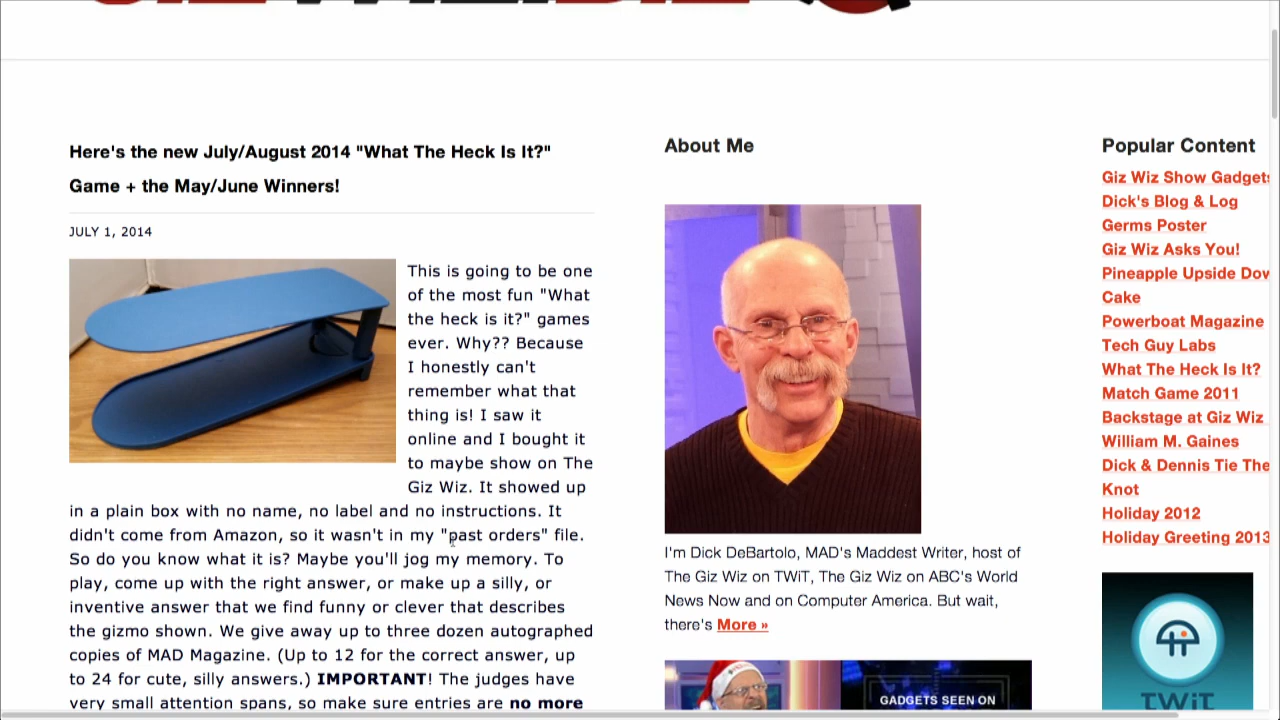 Here's the new July/August 2014 "What The Heck Is It?"
Game + the May/June Winners!
JULY 1, 2014
This is going to be one
of the most fun "What
the heck is it?" games
ever. Why?? Because
I honestly can't
remember what that
thing is! I saw it
online and I bought it
to maybe show on The
Giz Wiz. It showed up
in a plain box with no name, no label and no instructions. It
didn't come from Amazon, so it wasn't in my "past orders" file.
So do you know what it is? Maybe you'll jog my memory. To
play, come up with the right answer, or make up a silly, or
inventive answer that we find funny or clever that describes
the gizmo shown. We give away up to three dozen autographed
copies of MAD Magazine. (Up to 12 for the correct answer, up
to 24 for cute, silly answers.) IMPORTANT! The judges have
very small attention spans, so make sure entries are no more
About Me
I'm Dick DeBartolo, MAD's Maddest Writer, host of
The Giz Wiz on TWiT, The Giz Wiz on ABC's World
News Now and on Computer America. But wait,
there's More »
GADGETS SEEN ON
Popular Content
Giz Wiz Show Gadgets
Dick's Blog & Log
Germs Poster
Giz Wiz Asks You!
Pineapple Upside Dow
Cake
Powerboat Magazine
Tech Guy Labs
What The Heck Is It?
Match Game 2011
Backstage at Giz Wiz
William M. Gaines
Dick & Dennis Tie The
Knot
Holiday 2012
Holiday Greeting 2013
TWiT